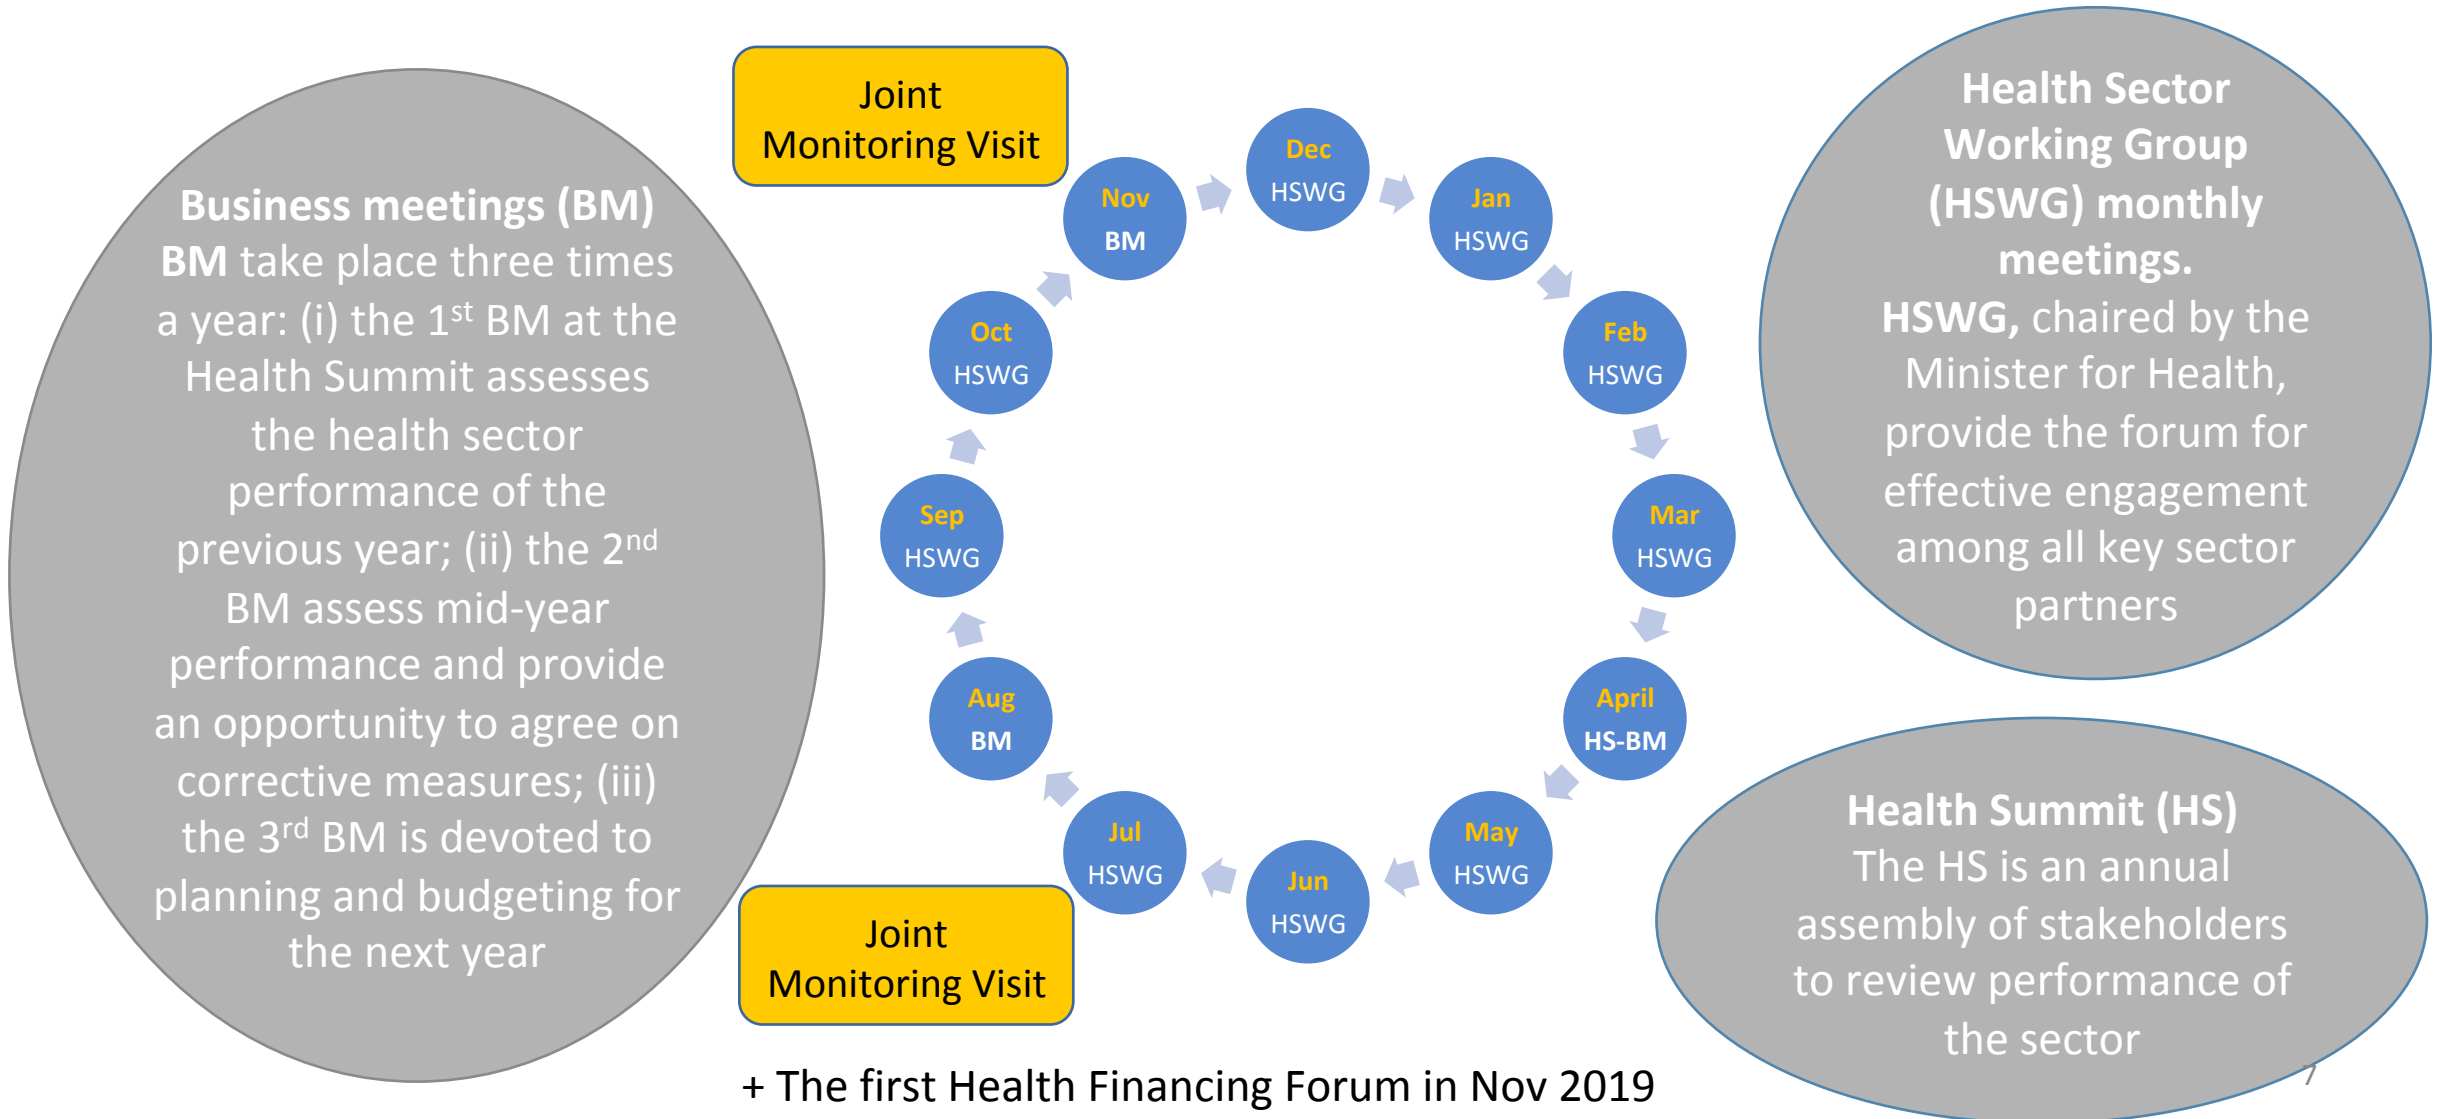 Joint
Monitoring Visit
Business meetings (BM)
BM take place three times
a year: (i) the 1st BM at the
Health Summit assesses
the health sector
performance of the
previous year; (ii) the 2nd
BM assess mid-year
performance and provide
an opportunity to agree on
corrective measures; (iii)
the 3rd BM is devoted to
planning and budgeting for
the next year
Dec
HSWG
Jan
HSWG
Feb
HSWG
Mar
HSWG
April
HS-BM
May
HSWG
Jun
HSWG
Jul
HSWG
Aug
BM
Sep
HSWG
Oct
HSWG
Nov
BM
Joint
Monitoring Visit
Health Sector
Working Group
(HSWG) monthly
meetings.
HSWG, chaired by the
Minister for Health,
provide the forum for
effective engagement
among all key sector
partners
Health Summit (HS)
The HS is an annual
assembly of stakeholders
to review performance of
the sector
+ The first Health Financing Forum in Nov 2019
7